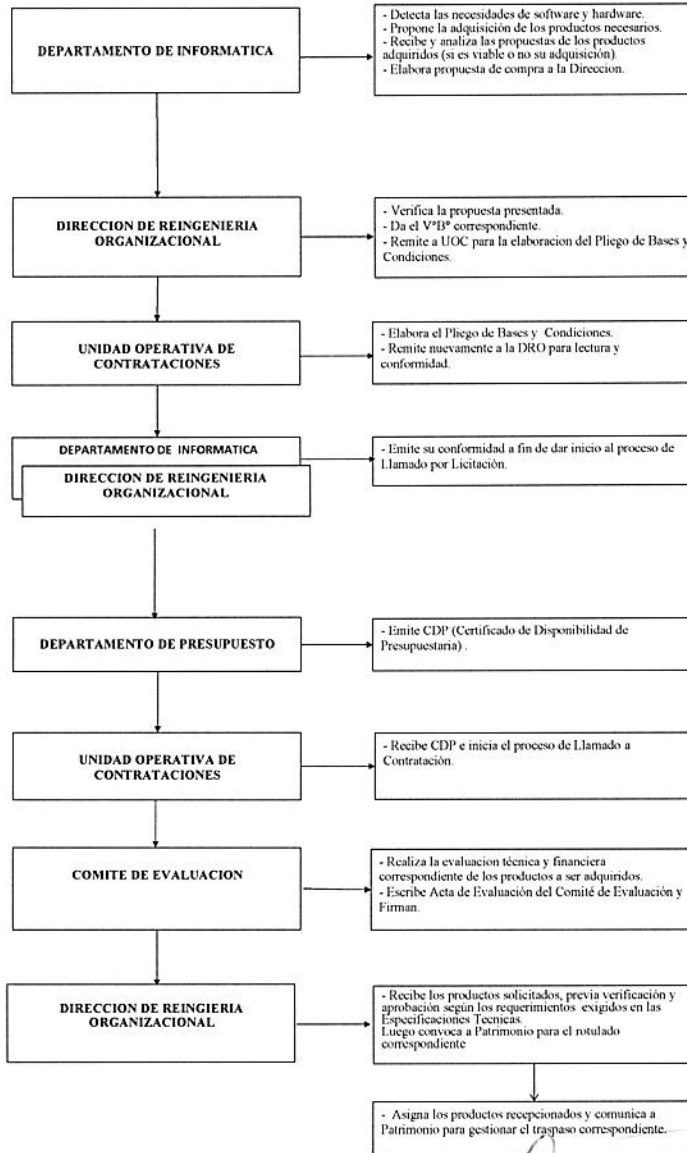 DEPARTAMENTO DE INFORMATICA
- Detecta las necesidades de software y hardware.
- Propone la adquisición de los productos necesarios.
- Recibe y analiza las propuestas de los productos
adquiridos (si es viable o no su adquisición).
- Elabora propuesta de compra a la Direccion.
DIRECCION DE REINGENIERIA
ORGANIZACIONAL
- Verifica la propuesta presentada.
- Da el V°B° correspondiente.
- Remite a UOC para la elaboracion del Pliego de Bases y
Condiciones.
UNIDAD OPERATIVA DE
CONTRATACIONES
- Elabora el Pliego de Bases y Condiciones.
- Remite nuevamente a la DRO para lectura y
conformidad.
DEPARTAMENTO DE INFORMATICA
DIRECCION DE REINGENIERIA
ORGANIZACIONAL
- Emite su conformidad a fin de dar inicio al proceso de
Llamado por Licitación.
DEPARTAMENTO DE PRESUPUESTO
- Emite CDP (Certificado de Disponibilidad de
Presupuestaria) .
UNIDAD OPERATIVA DE
CONTRATACIONES
- Recibe CDP e inicia el proceso de Llamado a
Contratación.
COMITE DE EVALUACION
- Realiza la evaluacion técnica y financiera
correspondiente de los productos a ser adquiridos.
- Escribe Acta de Evaluación del Comité de Evaluación y
Firman.
DIRECCION DE REINGIERIA
ORGANIZACIONAL
- Recibe los productos solicitados, previa verificación y
aprobación según los requerimientos exigidos en las
Especificaciones Tecnicas.
Luego convoca a Patrimonio para el rotulado
correspondiente
- Asigna los productos recepcionados y comunica a
Patrimonio para gestionar el traspaso correspondiente.